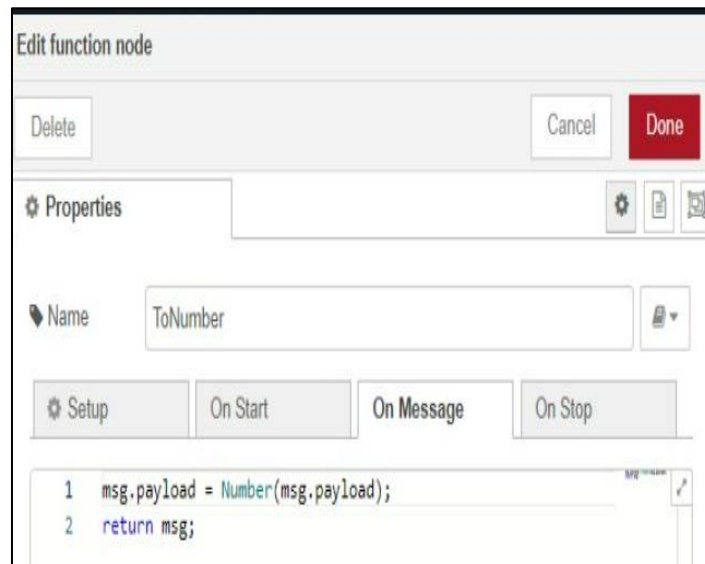 Edit function node
Delete
Cancel
Done
Properties
Name
ToNumber
Setup
On Start
On Message
On Stop
1 msg.payload = Number(msg.payload);
2 return msg;